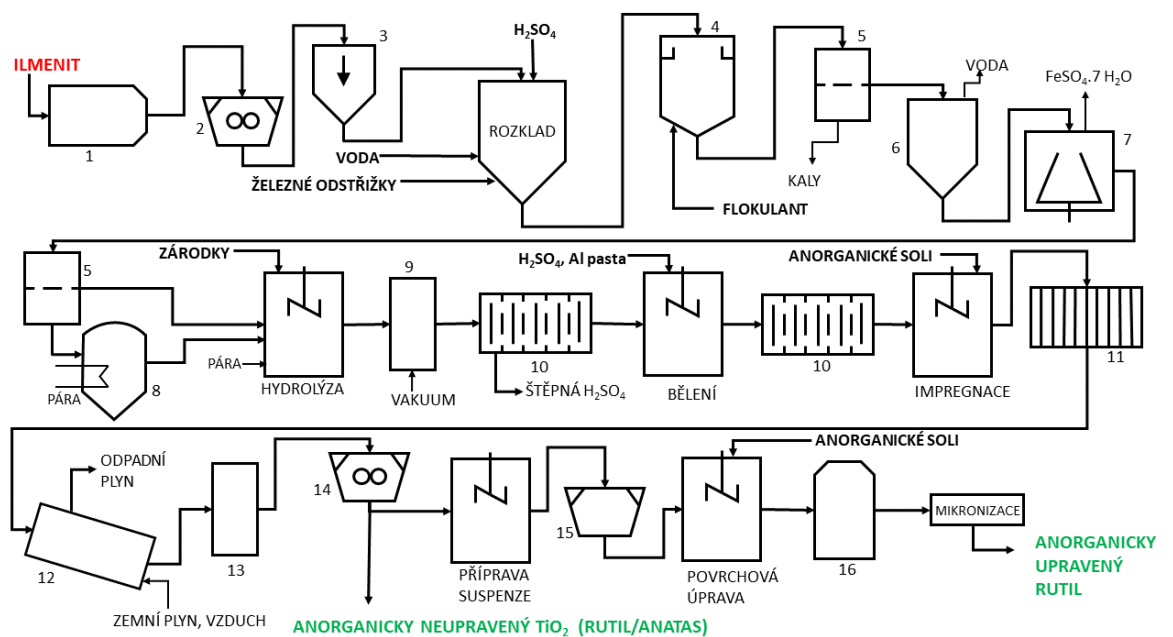 ILMENIT
1
2
3
H₂SO₄
ROZKLAD
VODA
ŽELEZNÉ ODSTŘIŽKY
4
FLOKULANT
5
KALY
VODA
6
FeSO₄.7 H₂O
7
5
PÁRA
8
ZÁRODKY
PÁRA
HYDROLÝZA
9
VAKUUM
10
ŠTĚPNÁ H₂SO₄
H₂SO₄, Al pasta
BĚLENÍ
10
ANORGANICKÉ SOLI
IMPREGNACE
11
ODPADNÍ
PLYN
12
ZEMNÍ PLYN, VZDUCH
13
14
ANORGANICKY NEUPRAVENÝ TiO₂ (RUTIL/ANATAS)
PŘÍPRAVA
SUSPENZE
15
ANORGANICKÉ SOLI
POVRCHOVÁ
ÚPRAVA
16
MIKRONIZACE
ANORGANICKY
UPRAVENÝ
RUTIL